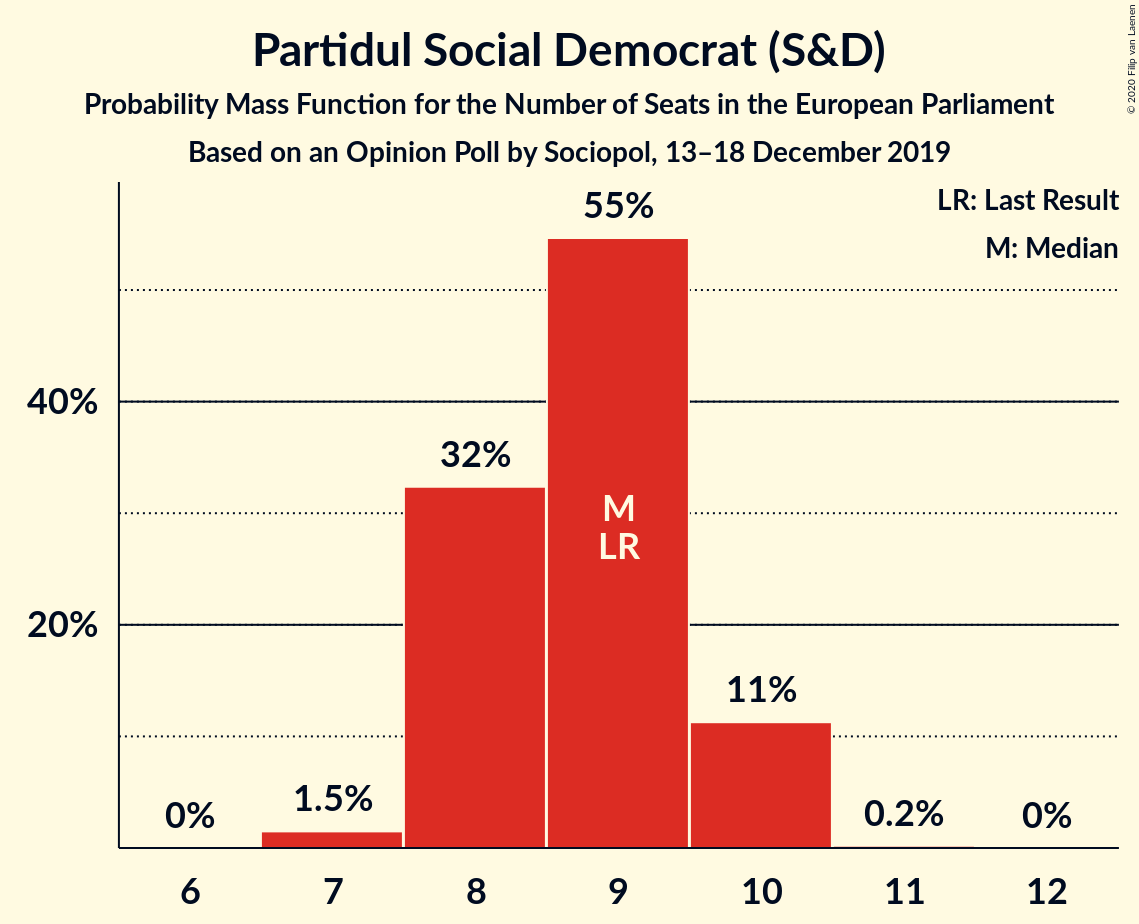 Partidul Social Democrat (S&D)
Probability Mass Function for the Number of Seats in the European Parliament
Based on an Opinion Poll by Sociopol, 13–18 December 2019
© 2020 Filip van Laenen
LR: Last Result
M: Median
55%
40%
32%
M
LR
20%
11%
1.5%
0%
0.2%
0%
6
7
8
9
10
11
12